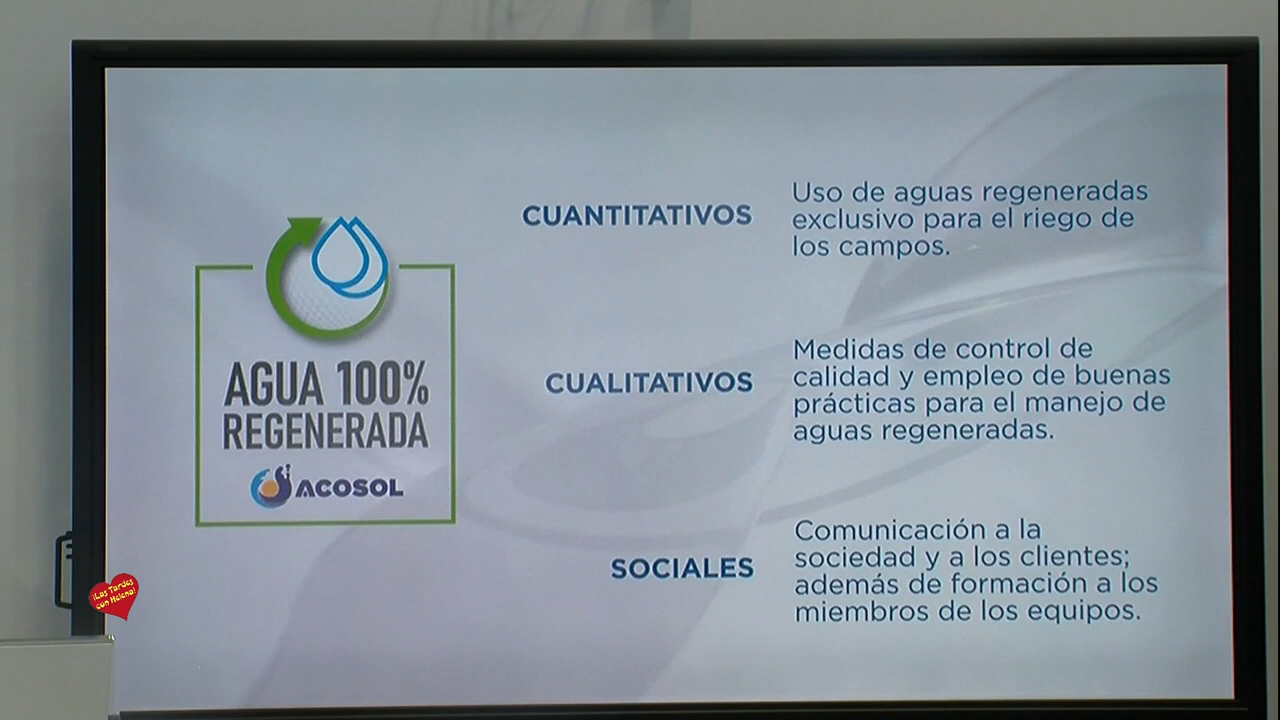 CUANTITATIVOS
Uso de aguas regeneradas
exclusivo para el riego de
los campos.
AGUA 100%
REGENERADA
ACOSOL
CUALITATIVOS
Medidas de control de
calidad y empleo de buenas
prácticas para el manejo de
aguas regeneradas.
SOCIALES
Comunicación a la
sociedad y a los clientes;
además de formación a los
miembros de los equipos.
¡Las Tardes
con Helena!